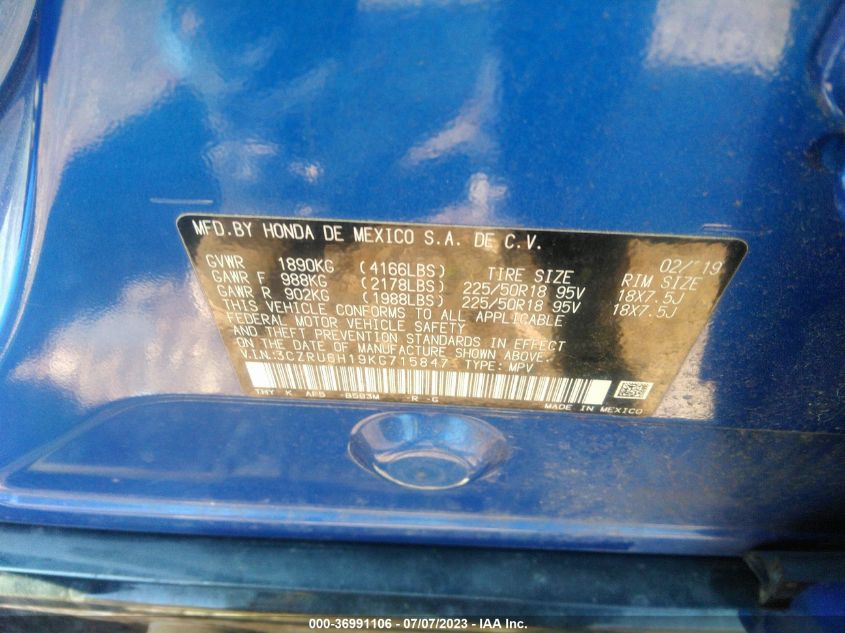 MFD.BY HONDA DE MEXICO S.A. DE C.V.
02/'19
GVWR 1890KG (4166LBS) TIRE SIZE RIM SIZE
GAWR F 988KG (2178LBS) 225/50R18 95V 18X7.5J
GAWR R 902KG (1988LBS) 225/50R18 95V 18X7.5J
THIS VEHICLE CONFORMS TO ALL APPLICABLE
FEDERAL MOTOR VEHICLE SAFETY
AND THEFT PREVENTION STANDARDS IN EFFECT
ON THE DATE OF MANUFACTURE SHOWN ABOVE.
V.I.N.:3CZRU6H19KG715847 TYPE: MPV
TMY K AFD -B593M -R -G
MADE IN MEXICO
000-36991106 - 07/07/2023 - IAA Inc.